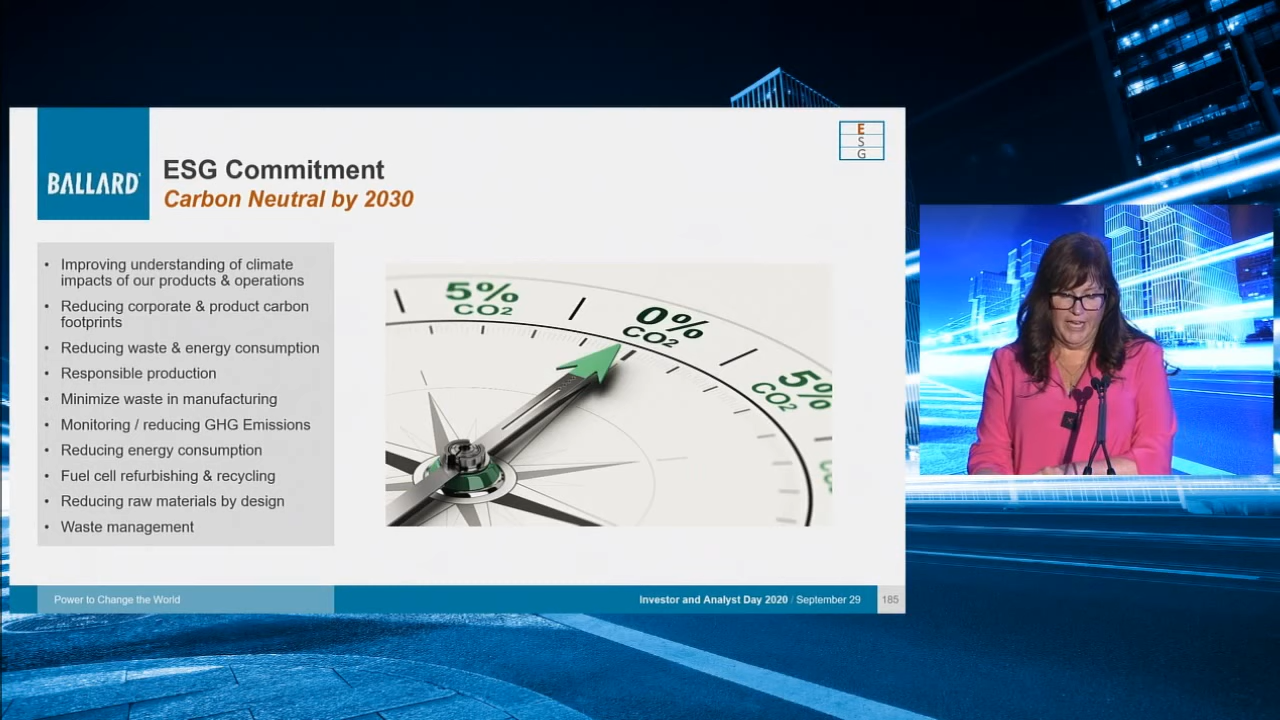 BALLARD
ESG Commitment
Carbon Neutral by 2030
E
S
G
• Improving understanding of climate
impacts of our products & operations
• Reducing corporate & product carbon
footprints
• Reducing waste & energy consumption
• Responsible production
• Minimize waste in manufacturing
• Monitoring / reducing GHG Emissions
• Reducing energy consumption
• Fuel cell refurbishing & recycling
• Reducing raw materials by design
• Waste management
5%
CO2
0%
CO2
5%
CO2
Power to Change the World
Investor and Analyst Day 2020 / September 29
185